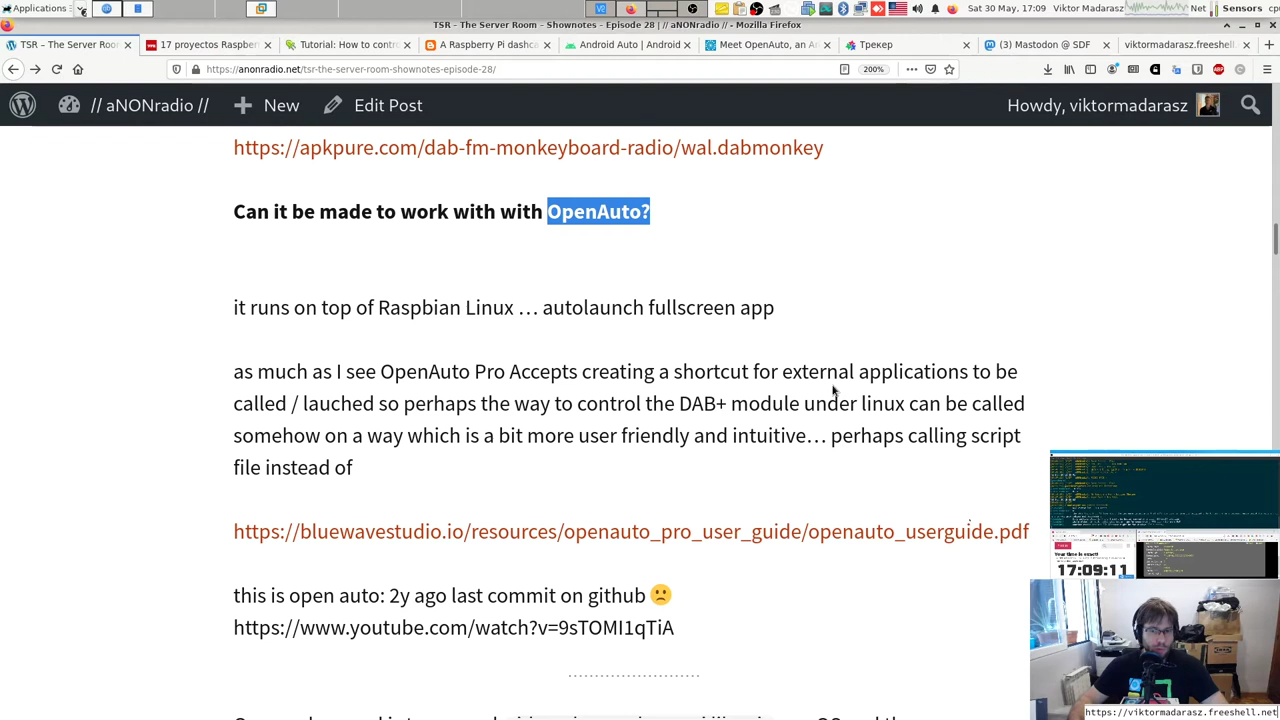 Applications
Sat 30 May, 17:09 Viktor Madarasz Net Sensors cp
TSR - The Server Room - Shownotes - Episode 28 | // aNONradio - Mozilla Firefox
TSR - The Server Room - S
17 proyectos Raspberr
Tutorial: How to contr
A Raspberry Pi dashca
Android Auto | Android
Meet OpenAuto, an A
Трекер
(3) Mastodon @ SDF
viktormadarasz.freeshell.
https://anonradio.net/tsr-the-server-room-shownotes-episode-28/
200%
// aNONradio // New Edit Post Howdy, viktormadarasz
https://apkpure.com/dab-fm-monkeyboard-radio/wal.dabmonkey
Can it be made to work with with OpenAuto?
it runs on top of Raspbian Linux … autolaunch fullscreen app
as much as I see OpenAuto Pro Accepts creating a shortcut for external applications to be
called / lauched so perhaps the way to control the DAB+ module under linux can be called
somehow on a way which is a bit more user friendly and intuitive… perhaps calling script
file instead of
https://bluewavestudio.io/resources/openauto_pro_user_guide/openauto_userguide.pdf
this is open auto: 2y ago last commit on github
https://www.youtube.com/watch?v=9sTOMI1qTiA
Your time is exact!
17:09:11
https://viktormadarasz.freeshell.net